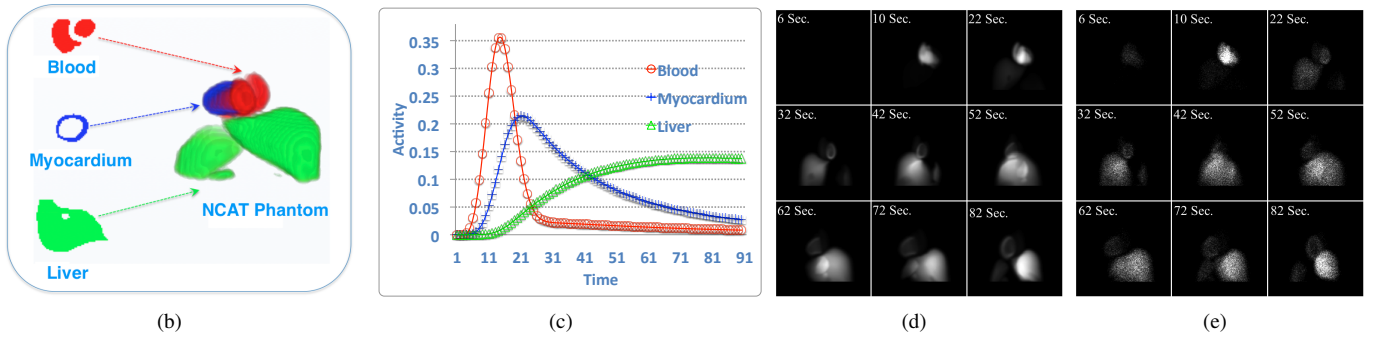 Blood
Myocardium
NCAT Phantom
Liver
(b)
0.35
0.3
0.25
0.2
0.15
0.1
0.05
0
Activity
Blood
Myocardium
Liver
1 11 21 31 41 51 61 71 81 91
Time
(c)
6 Sec. 10 Sec. 22 Sec.
32 Sec. 42 Sec. 52 Sec.
62 Sec. 72 Sec. 82 Sec.
(d)
6 Sec. 10 Sec. 22 Sec.
32 Sec. 42 Sec. 52 Sec.
62 Sec. 72 Sec. 82 Sec.
(e)